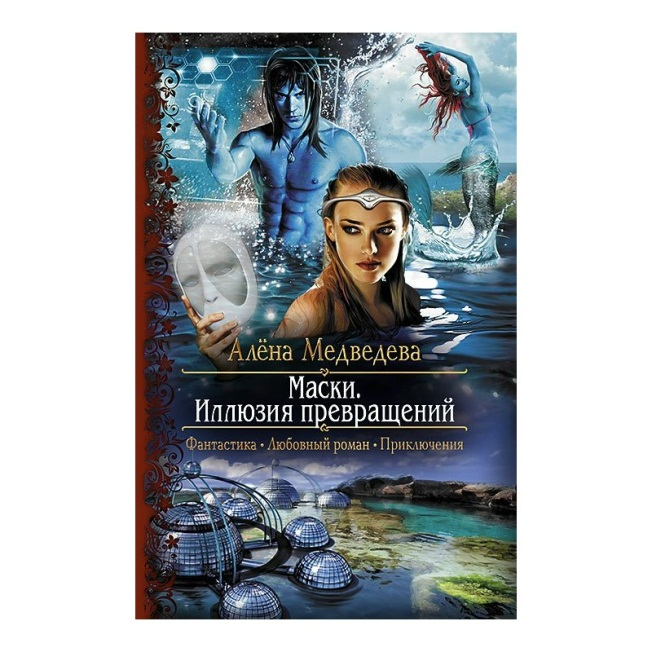 Алёна Медведева
Маски.
Иллюзия превращений
Фантастика • Любовный роман • Приключения